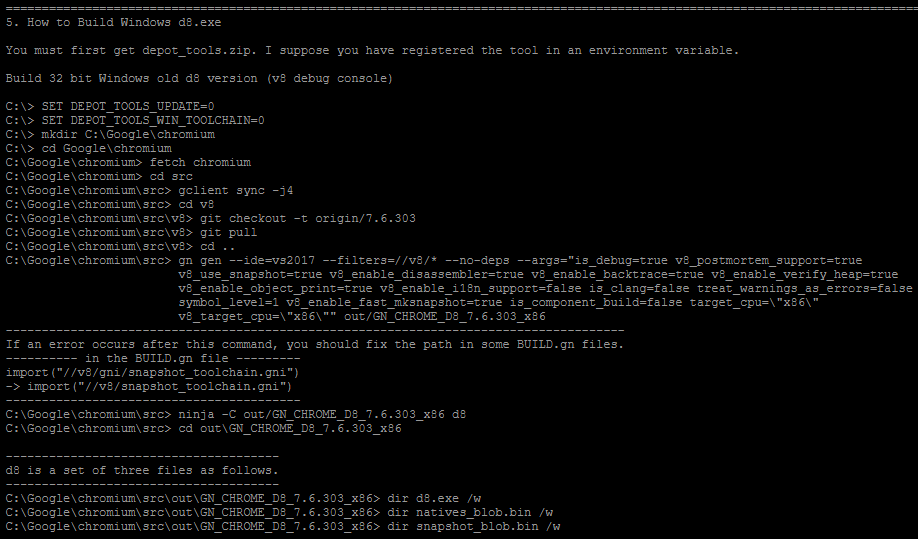 ================================================================================================================================
5. How to Build Windows d8.exe
You must first get depot_tools.zip. I suppose you have registered the tool in an environment variable.
Build 32 bit Windows old d8 version (v8 debug console)
C:\> SET DEPOT_TOOLS_UPDATE=0
C:\> SET DEPOT_TOOLS_WIN_TOOLCHAIN=0
C:\> mkdir C:\Google\chromium
C:\> cd Google\chromium
C:\Google\chromium> fetch chromium
C:\Google\chromium> cd src
C:\Google\chromium\src> gclient sync -j4
C:\Google\chromium\src> cd v8
C:\Google\chromium\src\v8> git checkout -t origin/7.6.303
C:\Google\chromium\src\v8> git pull
C:\Google\chromium\src\v8> cd ..
C:\Google\chromium\src> gn gen --ide=vs2017 --filters=//v8/* --no-deps --args="is_debug=true v8_postmortem_support=true
v8_use_snapshot=true v8_enable_disassembler=true v8_enable_backtrace=true v8_enable_verify_heap=true
v8_enable_object_print=true v8_enable_i18n_support=false is_clang=false treat_warnings_as_errors=false
symbol_level=1 v8_enable_fast_mksnapshot=true is_component_build=false target_cpu=\"x86\"
v8_target_cpu=\"x86\"" out/GN_CHROME_D8_7.6.303_x86
--------------------------------------------------------------------------------------
If an error occurs after this command, you should fix the path in some BUILD.gn files.
---------- in the BUILD.gn file ---------
import("//v8/gni/snapshot_toolchain.gni")
-> import("//v8/snapshot_toolchain.gni")
-----------------------------------------
C:\Google\chromium\src> ninja -C out/GN_CHROME_D8_7.6.303_x86 d8
C:\Google\chromium\src> cd out\GN_CHROME_D8_7.6.303_x86
--------------------------------------
d8 is a set of three files as follows.
--------------------------------------
C:\Google\chromium\src\out\GN_CHROME_D8_7.6.303_x86> dir d8.exe /w
C:\Google\chromium\src\out\GN_CHROME_D8_7.6.303_x86> dir natives_blob.bin /w
C:\Google\chromium\src\out\GN_CHROME_D8_7.6.303_x86> dir snapshot_blob.bin /w